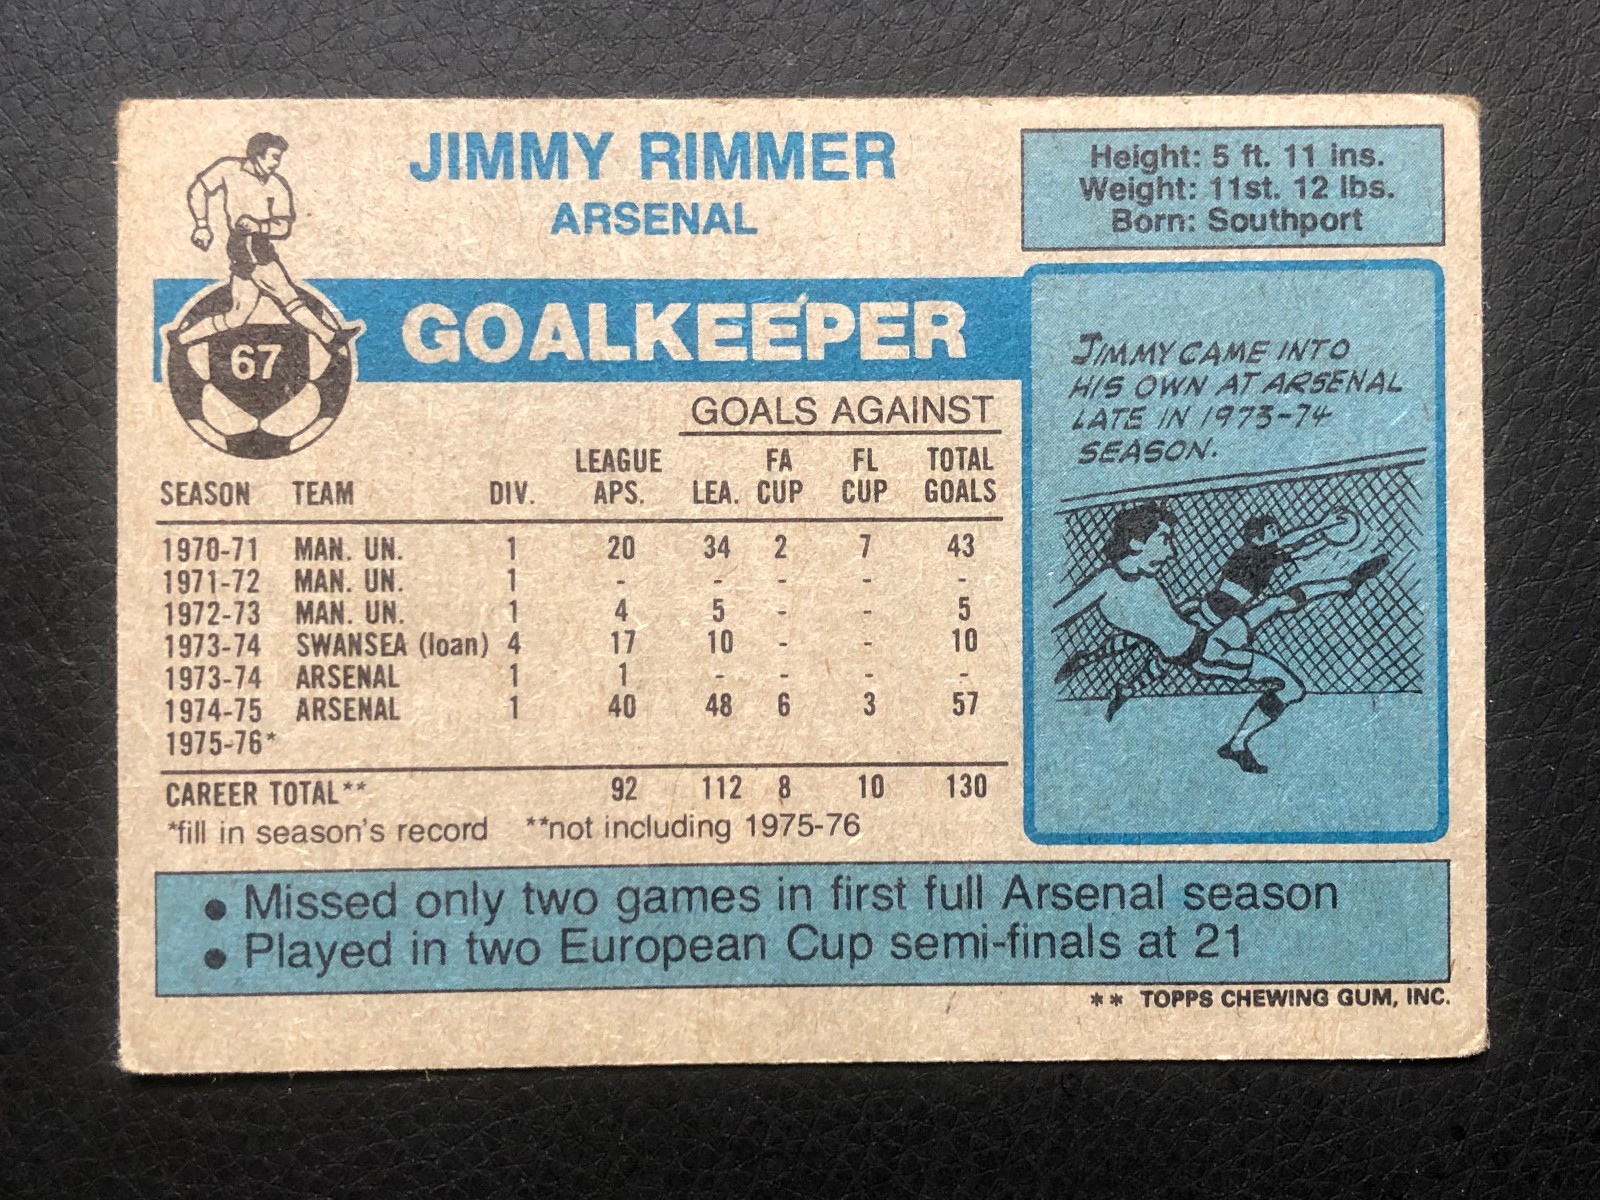 JIMMY RIMMER
ARSENAL
Height: 5 ft. 11 ins.
Weight: 11st. 12 lbs.
Born: Southport
67
GOALKEEPER
JIMMY CAME INTO
HIS OWN AT ARSENAL
LATE IN 1973-74
SEASON.
GOALS AGAINST
SEASON TEAM DIV. LEAGUE APS. LEA. FA CUP FL CUP TOTAL GOALS
1970-71 MAN. UN. 1 20 34 2 7 43
1971-72 MAN. UN. 1 - - - - -
1972-73 MAN. UN. 1 4 5 - - 5
1973-74 SWANSEA (loan) 4 17 10 - - 10
1973-74 ARSENAL 1 1 - - - -
1974-75 ARSENAL 1 40 48 6 3 57
1975-76*
CAREER TOTAL** 92 112 8 10 130
*fill in season's record **not including 1975-76
• Missed only two games in first full Arsenal season
• Played in two European Cup semi-finals at 21
** TOPPS CHEWING GUM, INC.